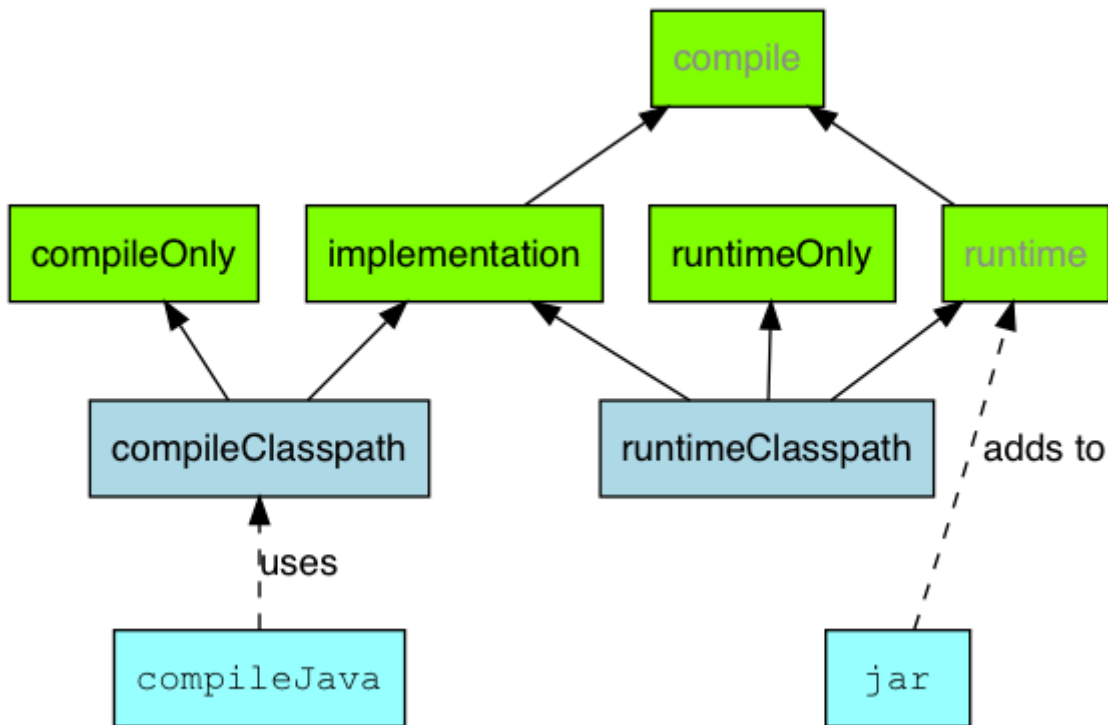 compile
compileOnly
implementation
runtimeOnly
runtime
compileClasspath
runtimeClasspath
adds to
uses
compileJava
jar